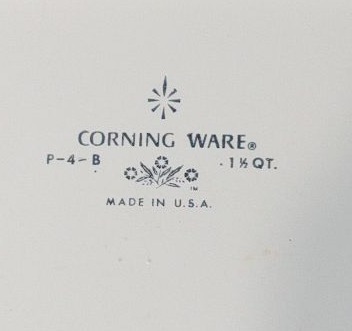 CORNING WARE®
P-4-B 1½ QT.
TM
MADE IN U.S.A.